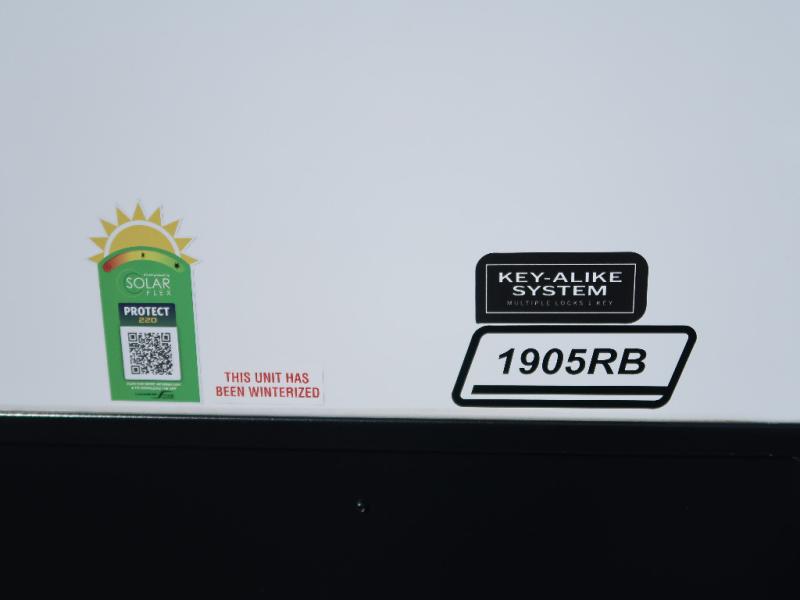 SOLAR
FLEX
PROTECT
220
THIS UNIT HAS
BEEN WINTERIZED
KEY-ALIKE
SYSTEM
MULTIPLE LOCKS 1 KEY
1905RB